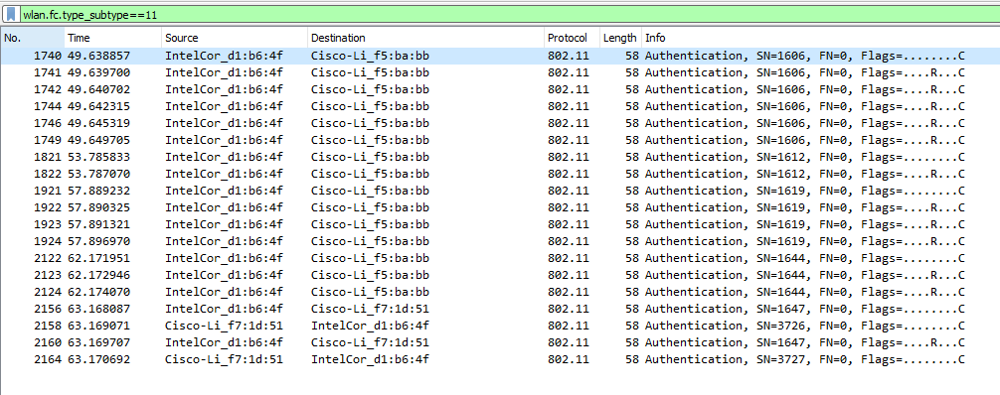 wlan.fc.type_subtype==11
No. Time Source Destination Protocol Length Info
1740 49.638857 IntelCor_d1:b6:4f Cisco-Li_f5:ba:bb 802.11 58 Authentication, SN=1606, FN=0, Flags=........C
1741 49.639700 IntelCor_d1:b6:4f Cisco-Li_f5:ba:bb 802.11 58 Authentication, SN=1606, FN=0, Flags=....R...C
1742 49.640702 IntelCor_d1:b6:4f Cisco-Li_f5:ba:bb 802.11 58 Authentication, SN=1606, FN=0, Flags=....R...C
1744 49.642315 IntelCor_d1:b6:4f Cisco-Li_f5:ba:bb 802.11 58 Authentication, SN=1606, FN=0, Flags=....R...C
1746 49.645319 IntelCor_d1:b6:4f Cisco-Li_f5:ba:bb 802.11 58 Authentication, SN=1606, FN=0, Flags=....R...C
1749 49.649705 IntelCor_d1:b6:4f Cisco-Li_f5:ba:bb 802.11 58 Authentication, SN=1606, FN=0, Flags=....R...C
1821 53.785833 IntelCor_d1:b6:4f Cisco-Li_f5:ba:bb 802.11 58 Authentication, SN=1612, FN=0, Flags=........C
1822 53.787070 IntelCor_d1:b6:4f Cisco-Li_f5:ba:bb 802.11 58 Authentication, SN=1612, FN=0, Flags=....R...C
1921 57.889232 IntelCor_d1:b6:4f Cisco-Li_f5:ba:bb 802.11 58 Authentication, SN=1619, FN=0, Flags=........C
1922 57.890325 IntelCor_d1:b6:4f Cisco-Li_f5:ba:bb 802.11 58 Authentication, SN=1619, FN=0, Flags=....R...C
1923 57.891321 IntelCor_d1:b6:4f Cisco-Li_f5:ba:bb 802.11 58 Authentication, SN=1619, FN=0, Flags=....R...C
1924 57.896970 IntelCor_d1:b6:4f Cisco-Li_f5:ba:bb 802.11 58 Authentication, SN=1619, FN=0, Flags=....R...C
2122 62.171951 IntelCor_d1:b6:4f Cisco-Li_f5:ba:bb 802.11 58 Authentication, SN=1644, FN=0, Flags=........C
2123 62.172946 IntelCor_d1:b6:4f Cisco-Li_f5:ba:bb 802.11 58 Authentication, SN=1644, FN=0, Flags=....R...C
2124 62.174070 IntelCor_d1:b6:4f Cisco-Li_f5:ba:bb 802.11 58 Authentication, SN=1644, FN=0, Flags=....R...C
2156 63.168087 IntelCor_d1:b6:4f Cisco-Li_f7:1d:51 802.11 58 Authentication, SN=1647, FN=0, Flags=........C
2158 63.169071 Cisco-Li_f7:1d:51 IntelCor_d1:b6:4f 802.11 58 Authentication, SN=3726, FN=0, Flags=........C
2160 63.169707 IntelCor_d1:b6:4f Cisco-Li_f7:1d:51 802.11 58 Authentication, SN=1647, FN=0, Flags=....R...C
2164 63.170692 Cisco-Li_f7:1d:51 IntelCor_d1:b6:4f 802.11 58 Authentication, SN=3727, FN=0, Flags=........C